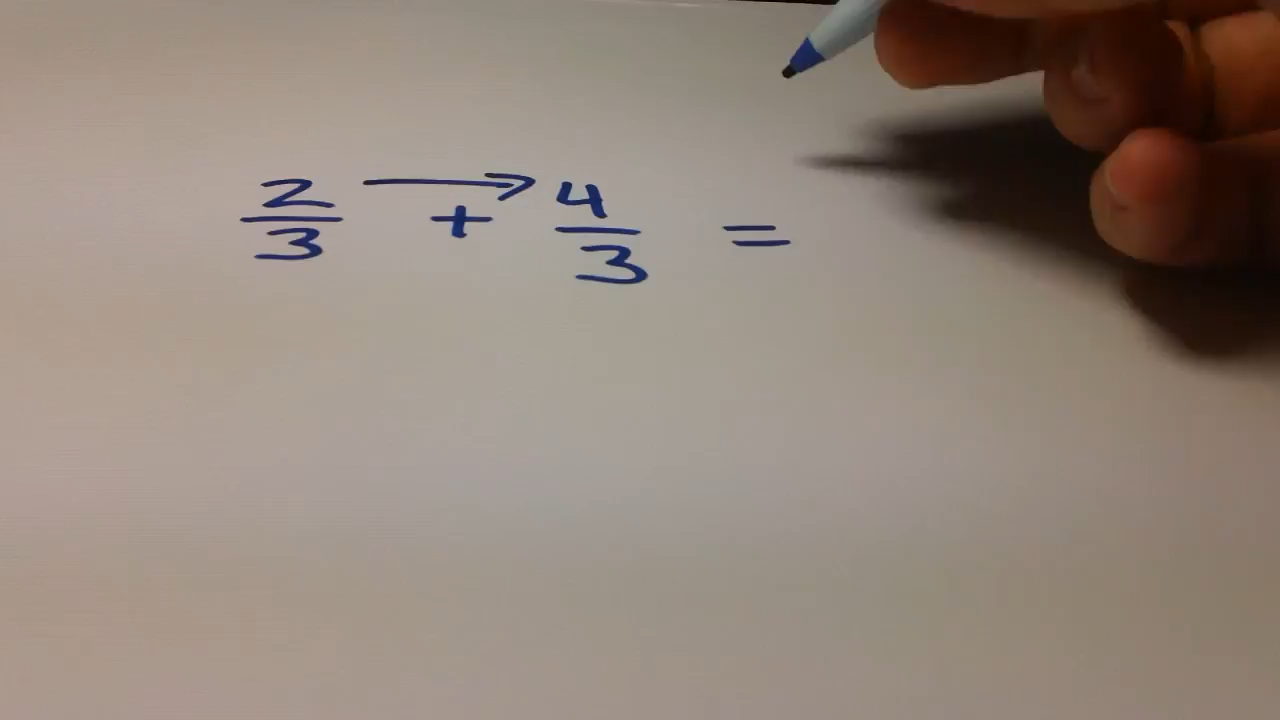 2/3 → + 4/3 =